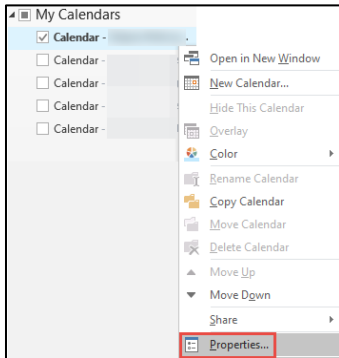 My Calendars
Calendar -
Calendar -
Calendar -
Calendar -
Calendar -
Open in New Window
New Calendar...
Hide This Calendar
Overlay
Color
Rename Calendar
Copy Calendar
Move Calendar
Delete Calendar
Move Up
Move Down
Share
Properties...